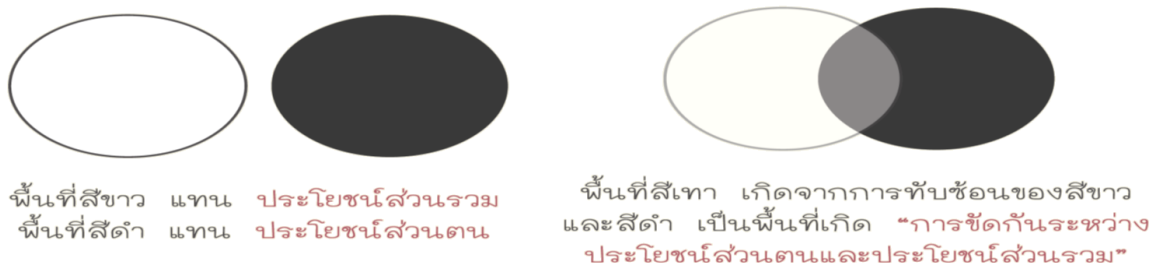 พื้นที่สีขาว แทน ประโยชน์ส่วนรวม
พื้นที่สีดำ แทน ประโยชน์ส่วนตน
พื้นที่สีเทา เกิดจากการทับซ้อนของสีขาว
และสีดำ เป็นพื้นที่เกิด “การขัดกันระหว่าง
ประโยชน์ส่วนตนและประโยชน์ส่วนรวม”